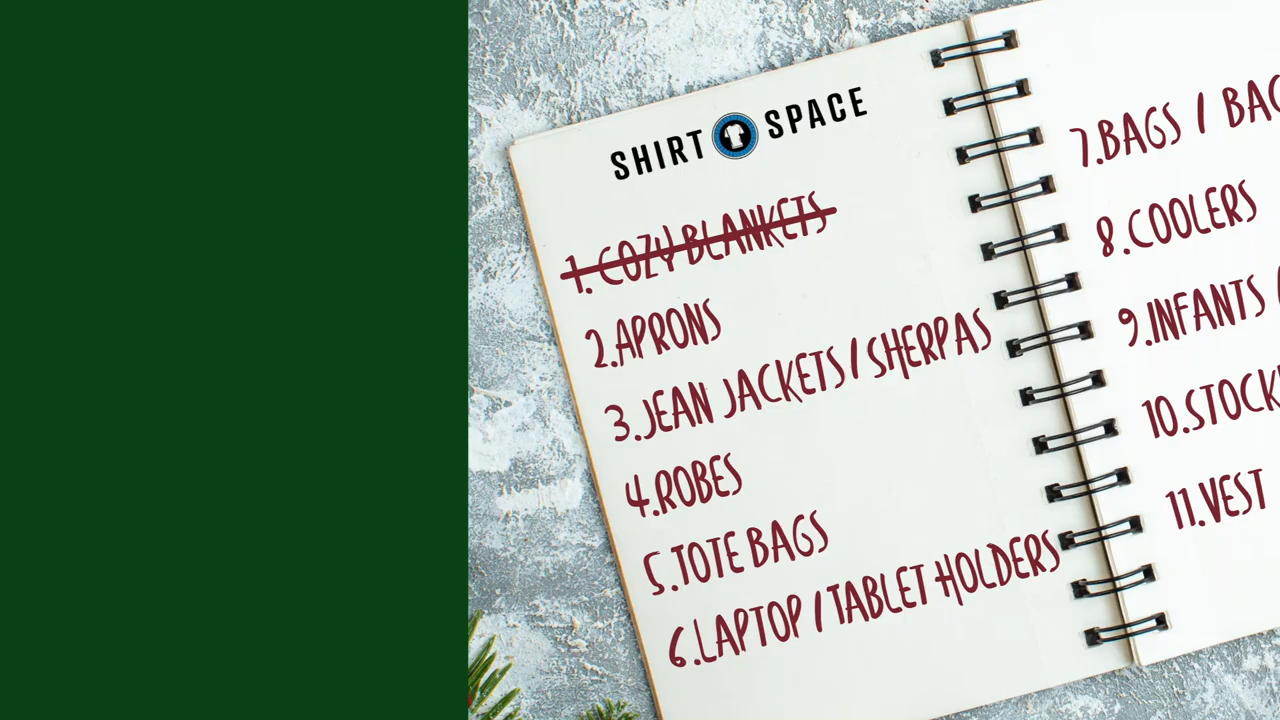 SHIRT SPACE
1. COZY BLANKETS
2.APRONS
3.JEAN JACKETS / SHERPAS
4.ROBES
5.TOTE BAGS
6.LAPTOP / TABLET HOLDERS
7.BAGS /
8.COOLERS
9.INFANTS
10.
11.VEST